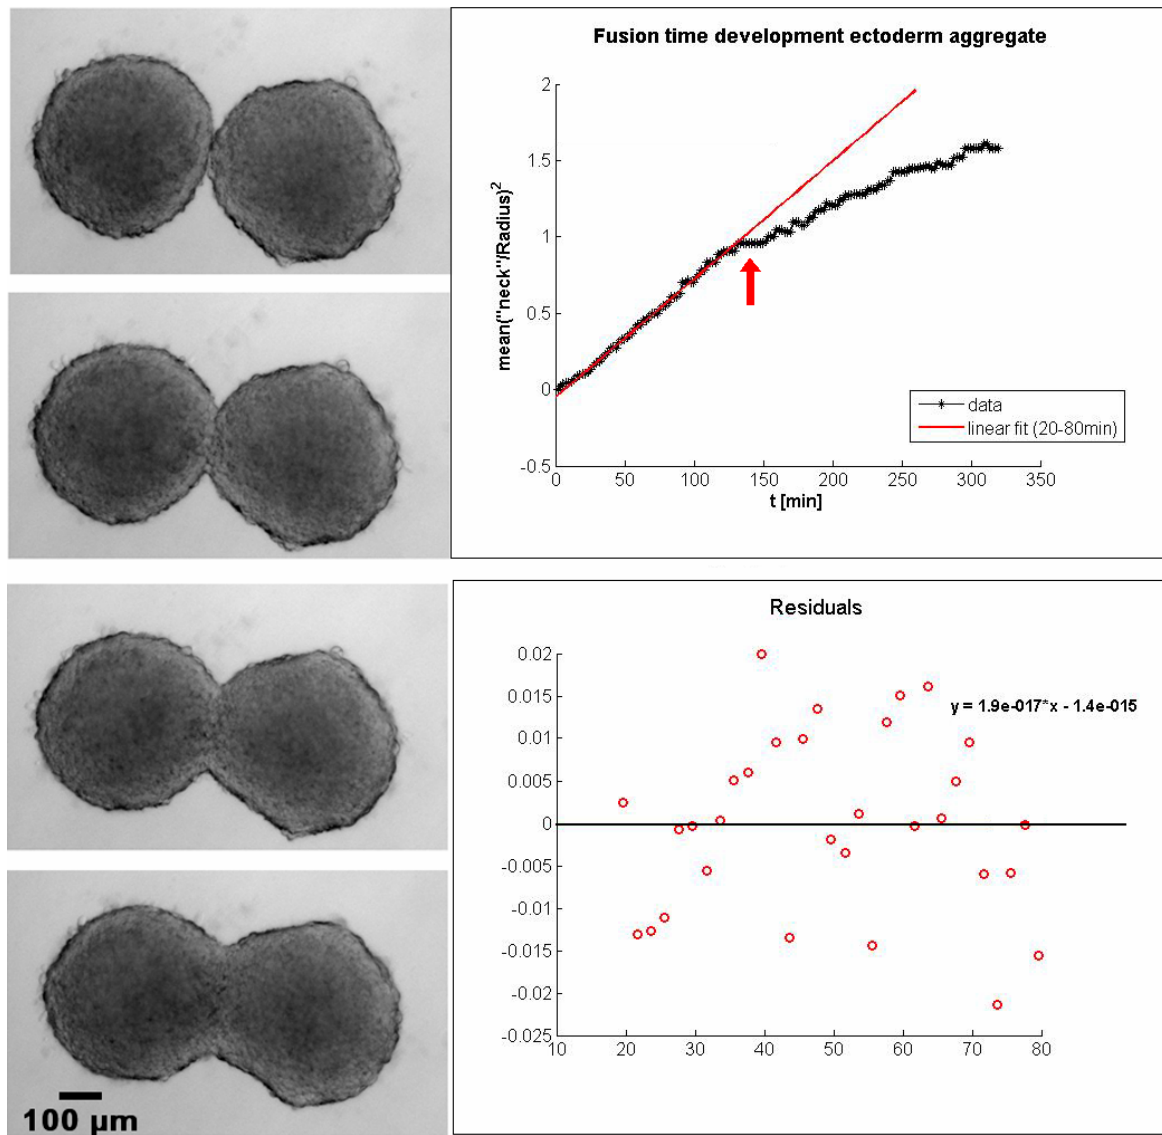 Fusion time development ectoderm aggregate
mean("neck"/Radius)²
2
1.5
1
0.5
0
-0.5
0 50 100 150 200 250 300 350
t [min]
data
linear fit (20-80min)
Residuals
0.02
0.015
0.01
0.005
0
-0.005
-0.01
-0.015
-0.02
-0.025
y = 1.9e-017*x - 1.4e-015
10 20 30 40 50 60 70 80
100 µm